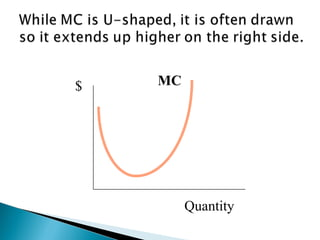 While MC is U-shaped, it is often drawn
so it extends up higher on the right side.
$
MC
Quantity